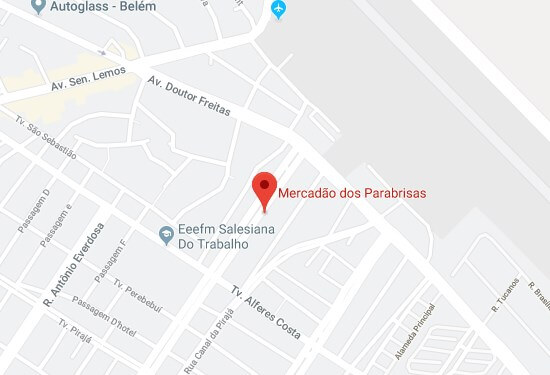 Autoglass - Belém
Av. Sen. Lemos
Av. Doutor Freitas
Tv. São Sebastião
Mercadão dos Parabrisas
Passagem D
Passagem e
Eeefm Salesiana
Do Trabalho
R. Antônio Everdosa
Passagem F
Tv. Perebebuí
Tv. Alferes Costa
Passagem D'hotel
Tv. Pirajá
Rua Canal da Pirajá
Alameda Principal
R. Tucanos
R. Brasilei